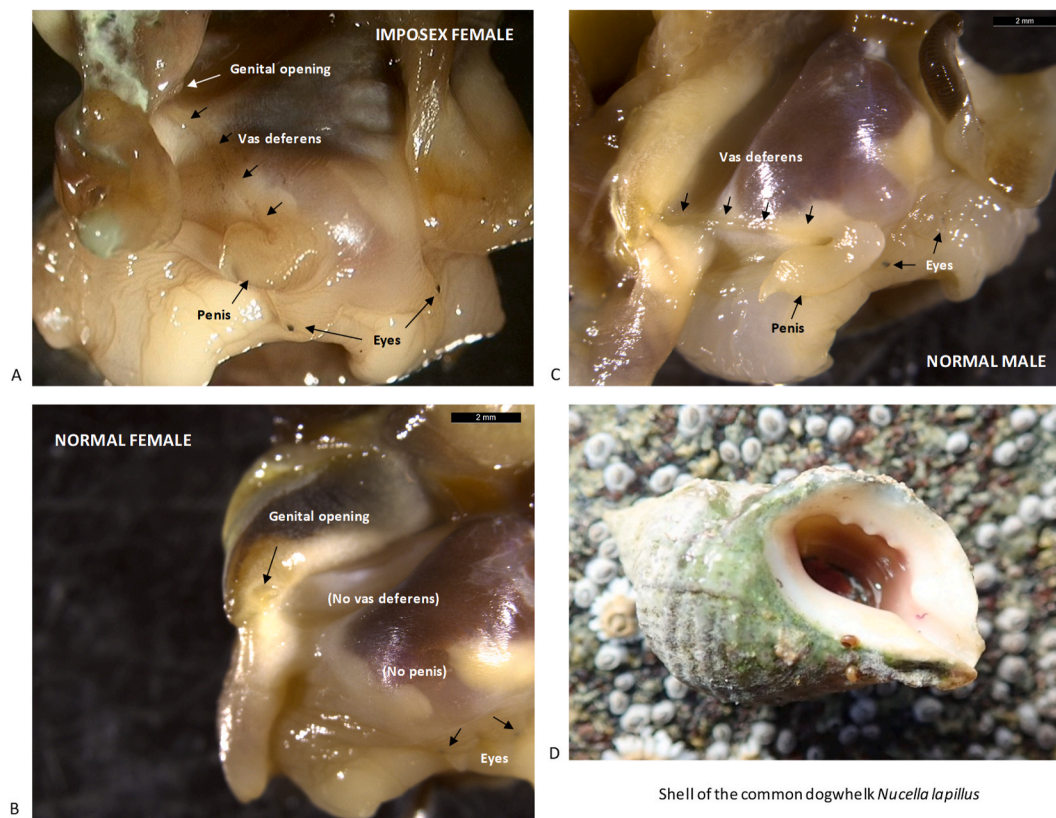 IMPOSEX FEMALE
Genital opening
Vas deferens
Penis
Eyes
A
2 mm
Vas deferens
Eyes
Penis
NORMAL MALE
C
2 mm
NORMAL FEMALE
Genital opening
(No vas deferens)
(No penis)
Eyes
B
D
Shell of the common dogwhelk Nucella lapillus